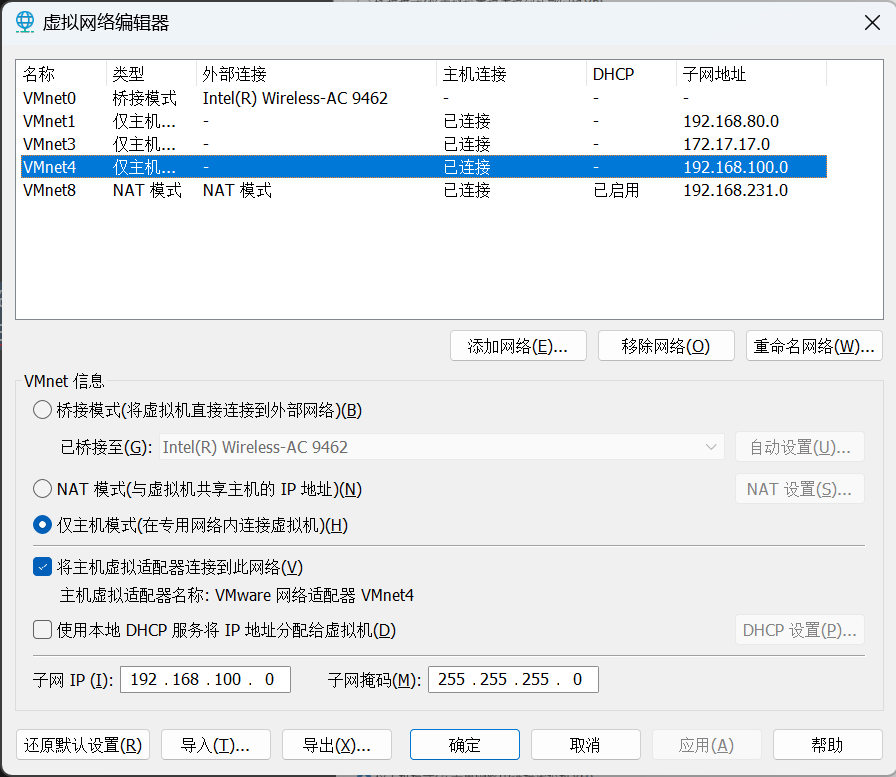 虚拟网络编辑器
名称 类型 外部连接 主机连接 DHCP 子网地址
VMnet0 桥接模式 Intel(R) Wireless-AC 9462 - - -
VMnet1 仅主机... - 已连接 - 192.168.80.0
VMnet3 仅主机... - 已连接 - 172.17.17.0
VMnet4 仅主机... - 已连接 - 192.168.100.0
VMnet8 NAT 模式 NAT 模式 已连接 已启用 192.168.231.0
添加网络(E)... 移除网络(O) 重命名网络(W)...
VMnet 信息
桥接模式(将虚拟机直接连接到外部网络)(B)
已桥接至(G): Intel(R) Wireless-AC 9462 自动设置(U)...
NAT 模式(与虚拟机共享主机的 IP 地址)(N) NAT 设置(S)...
仅主机模式(在专用网络内连接虚拟机)(H)
将主机虚拟适配器连接到此网络(V)
主机虚拟适配器名称: VMware 网络适配器 VMnet4
使用本地 DHCP 服务将 IP 地址分配给虚拟机(D) DHCP 设置(P)...
子网 IP (I): 192 . 168 . 100 . 0 子网掩码(M): 255 . 255 . 255 . 0
还原默认设置(R) 导入(T)... 导出(X)... 确定 取消 应用(A) 帮助